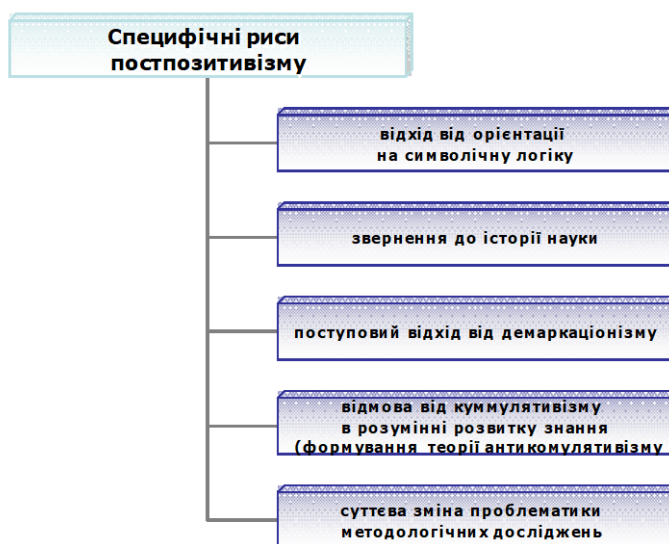 Специфічні риси
постпозитивізму
відхід від орієнтації
на символічну логіку
звернення до історії науки
поступовий відхід від демаркаціонізму
відмова від куммулятивізму
в розумінні розвитку знання
(формування теорії антикомулятивізму
суттєва зміна проблематики
методологічних досліджень